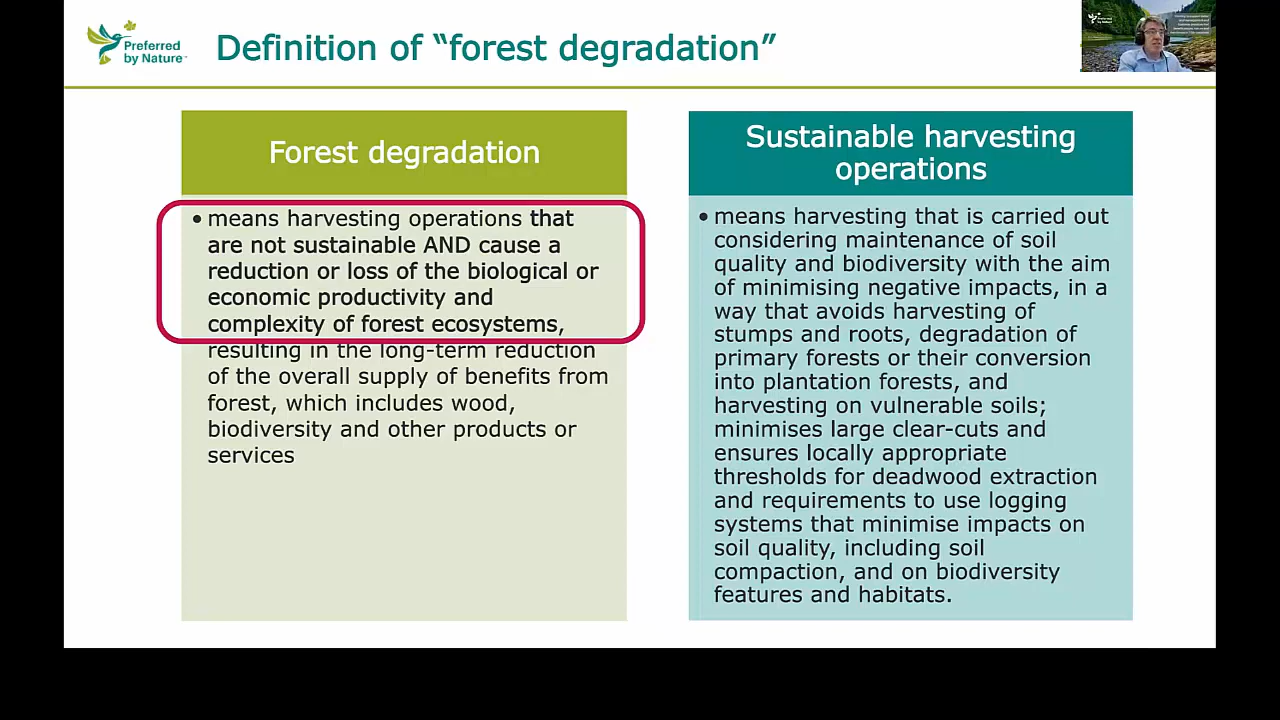 Preferred
by Nature™
Definition of “forest degradation”
Forest degradation
• means harvesting operations that
are not sustainable AND cause a
reduction or loss of the biological or
economic productivity and
complexity of forest ecosystems,
resulting in the long-term reduction
of the overall supply of benefits from
forest, which includes wood,
biodiversity and other products or
services
Sustainable harvesting
operations
• means harvesting that is carried out
considering maintenance of soil
quality and biodiversity with the aim
of minimising negative impacts, in a
way that avoids harvesting of
stumps and roots, degradation of
primary forests or their conversion
into plantation forests, and
harvesting on vulnerable soils;
minimises large clear-cuts and
ensures locally appropriate
thresholds for deadwood extraction
and requirements to use logging
systems that minimise impacts on
soil quality, including soil
compaction, and on biodiversity
features and habitats.